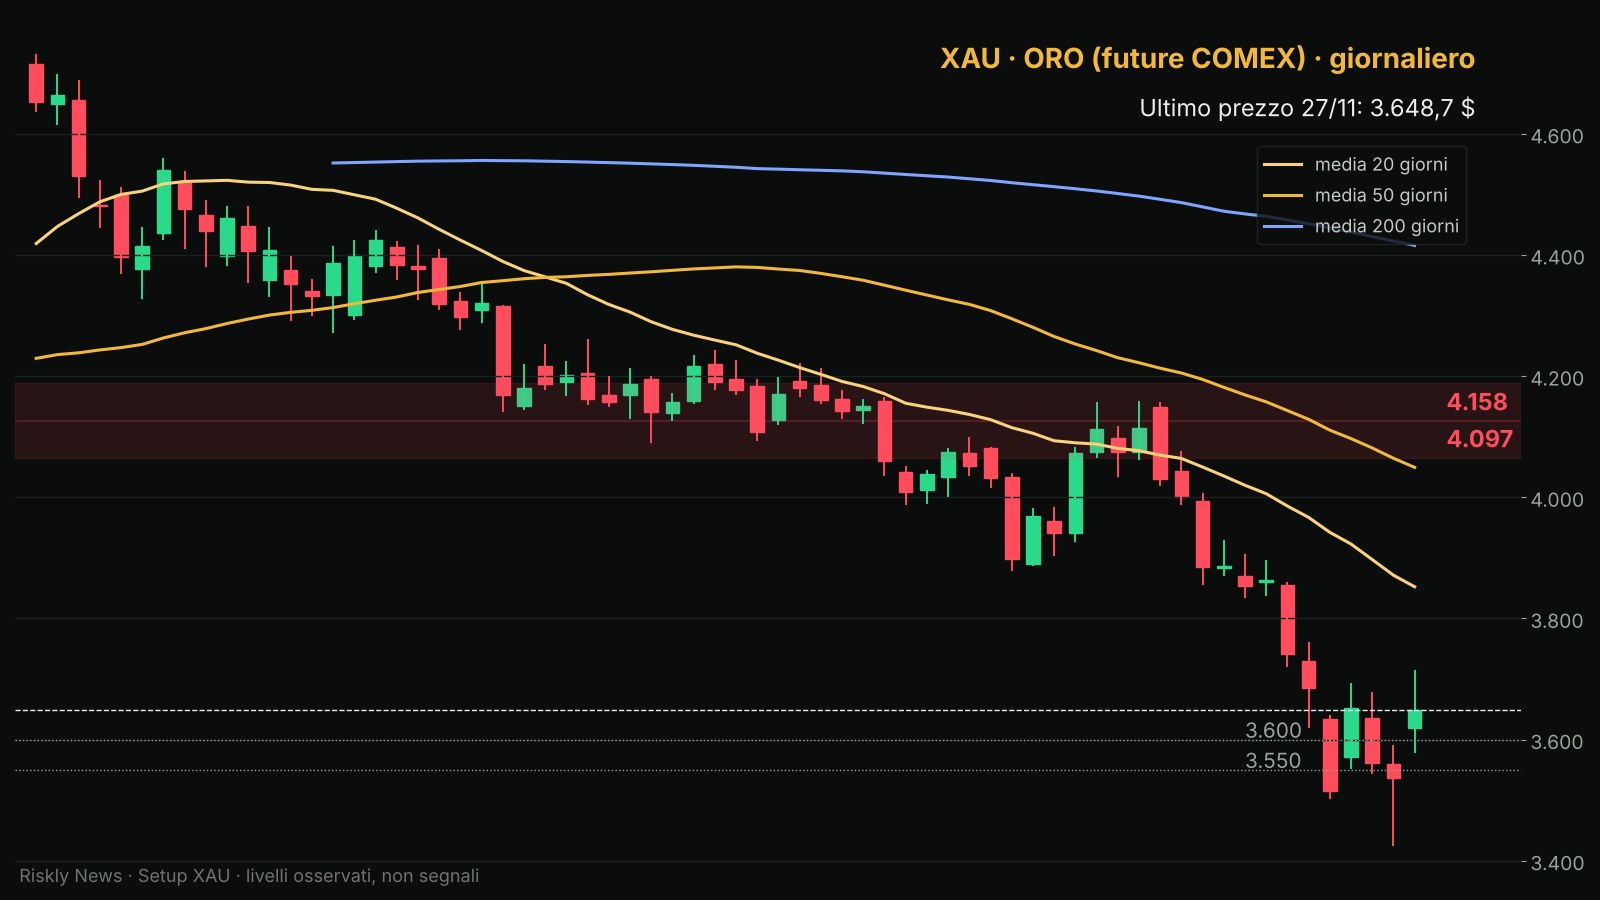 XAU · ORO (future COMEX) · giornaliero
Ultimo prezzo 27/11: 3.648,7 $
4.600
media 20 giorni
media 50 giorni
media 200 giorni
4.400
4.200
4.158
4.097
4.000
3.800
3.600
3.600
3.550
3.400
Riskly News · Setup XAU · livelli osservati, non segnali